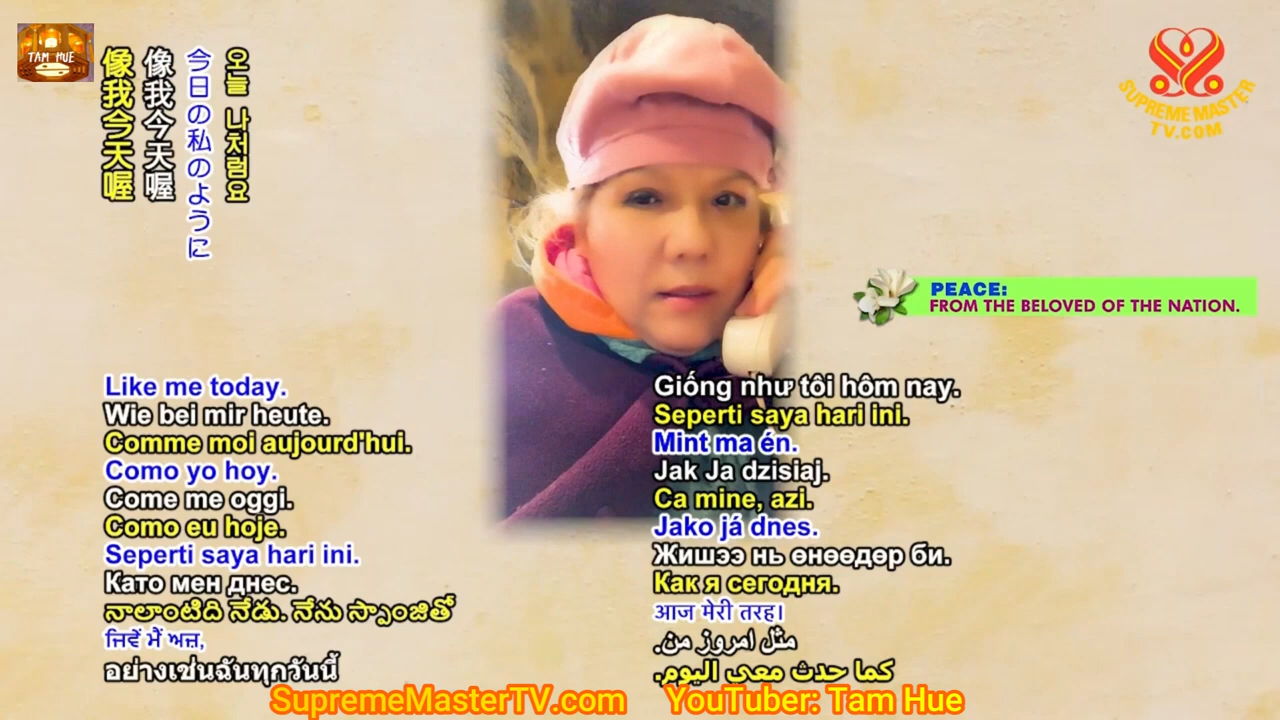 TAM HUE
像我今天喔
像我今天喔
今日の私のように
오늘 나처럼요
SUPREME MASTER
TV.COM
PEACE:
FROM THE BELOVED OF THE NATION.
Like me today.
Wie bei mir heute.
Comme moi aujourd'hui.
Como yo hoy.
Come me oggi.
Como eu hoje.
Seperti saya hari ini.
Като мен днес.
నాలాంటిది నేడు. నేను స్పాంజితో
ਜਿਵੇਂ ਮੈਂ ਅਜ਼,
อย่างเช่นฉันทุกวันนี้
Giống như tôi hôm nay.
Seperti saya hari ini.
Mint ma én.
Jak Ja dzisiaj.
Ca mine, azi.
Jako já dnes.
Жишээ нь өнөөдөр би.
Как я сегодня.
आज मेरी तरह।
مثل امروز من.
كما حدث معي اليوم.
SupremeMasterTV.com YouTuber: Tam Hue